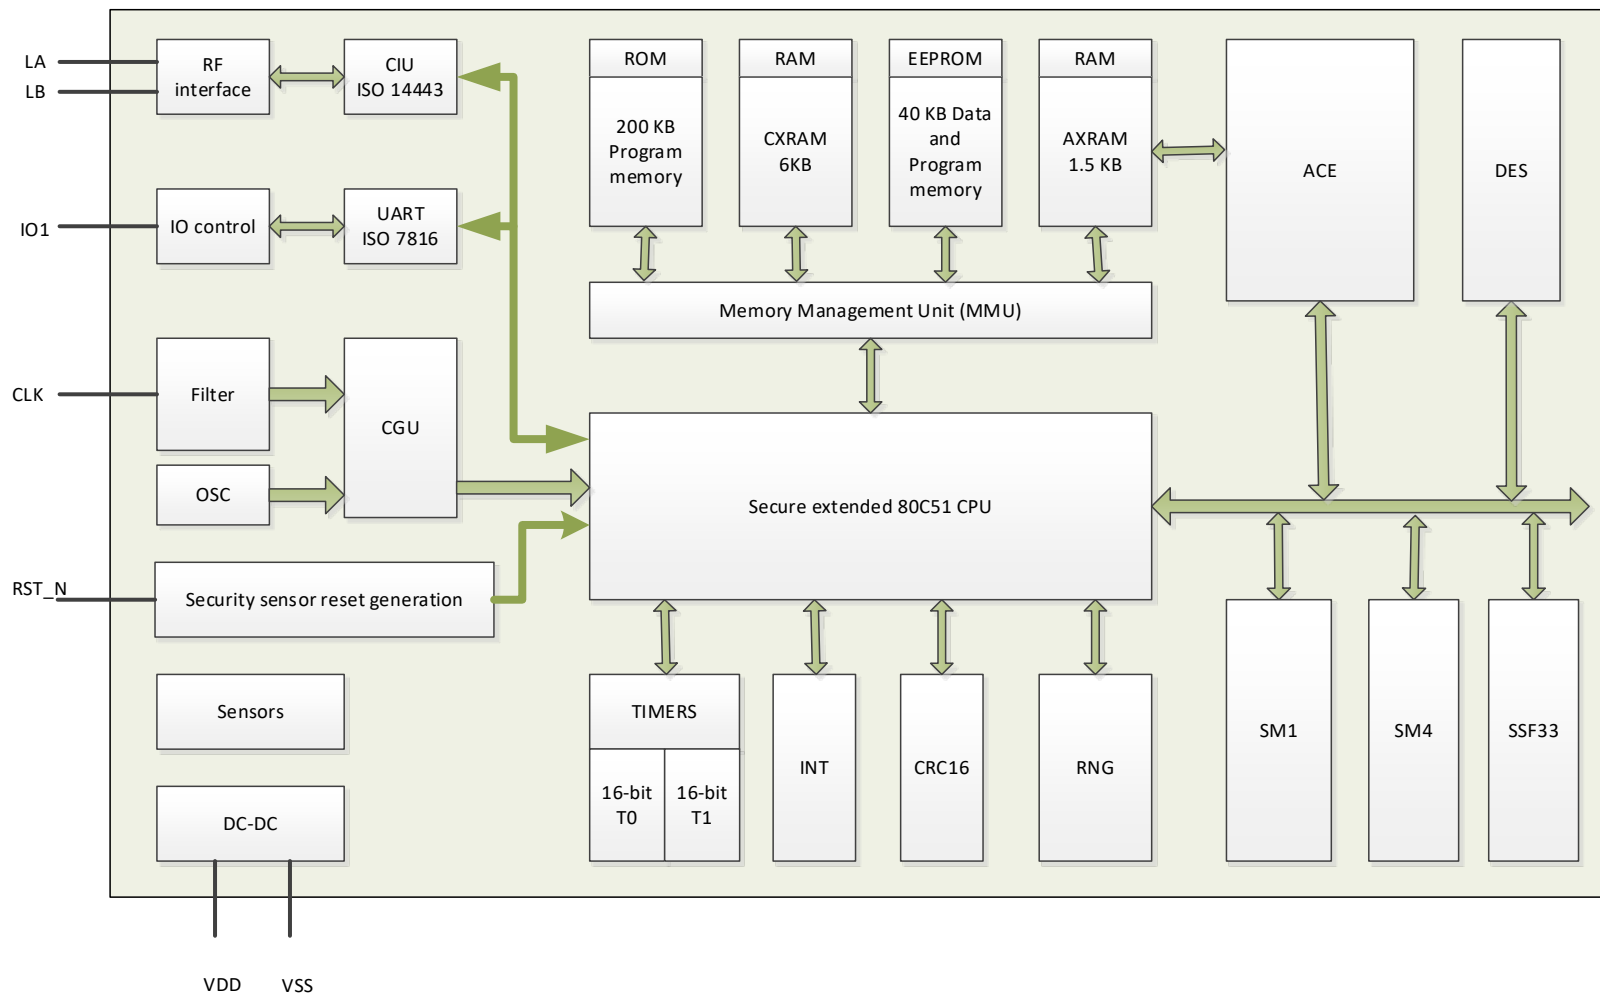 LA
LB
RF
interface
CIU
ISO 14443
ROM
200 KB
Program
memory
RAM
CXRAM
6KB
EEPROM
40 KB Data
and
Program
memory
RAM
AXRAM
1.5 KB
ACE
DES
IO1
IO control
UART
ISO 7816
Memory Management Unit (MMU)
CLK
Filter
CGU
OSC
Secure extended 80C51 CPU
RST_N
Security sensor reset generation
Sensors
DC-DC
TIMERS
16-bit
T0
16-bit
T1
INT
CRC16
RNG
SM1
SM4
SSF33
VDD
VSS